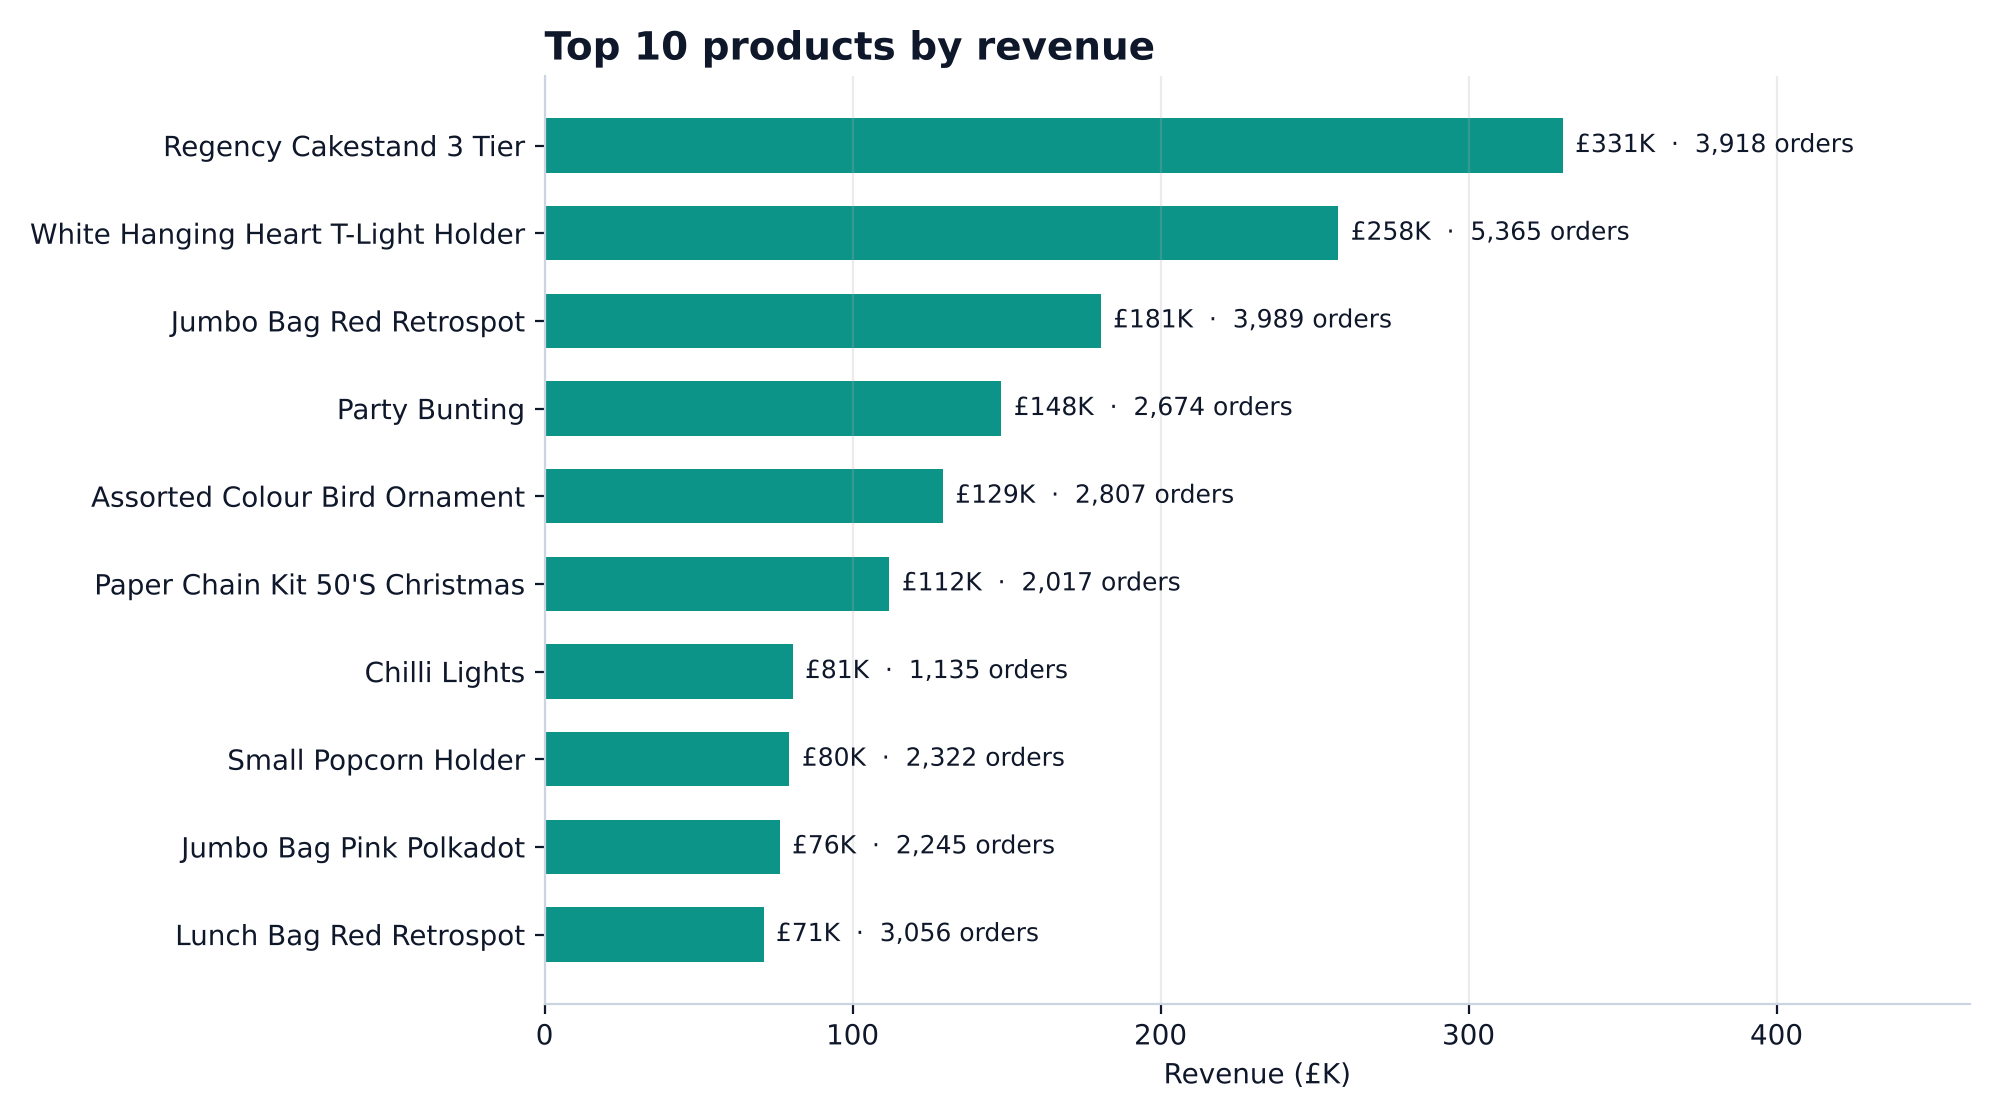 Top 10 products by revenue
Regency Cakestand 3 Tier £331K · 3,918 orders
White Hanging Heart T-Light Holder £258K · 5,365 orders
Jumbo Bag Red Retrospot £181K · 3,989 orders
Party Bunting £148K · 2,674 orders
Assorted Colour Bird Ornament £129K · 2,807 orders
Paper Chain Kit 50'S Christmas £112K · 2,017 orders
Chilli Lights £81K · 1,135 orders
Small Popcorn Holder £80K · 2,322 orders
Jumbo Bag Pink Polkadot £76K · 2,245 orders
Lunch Bag Red Retrospot £71K · 3,056 orders
0 100 200 300 400
Revenue (£K)